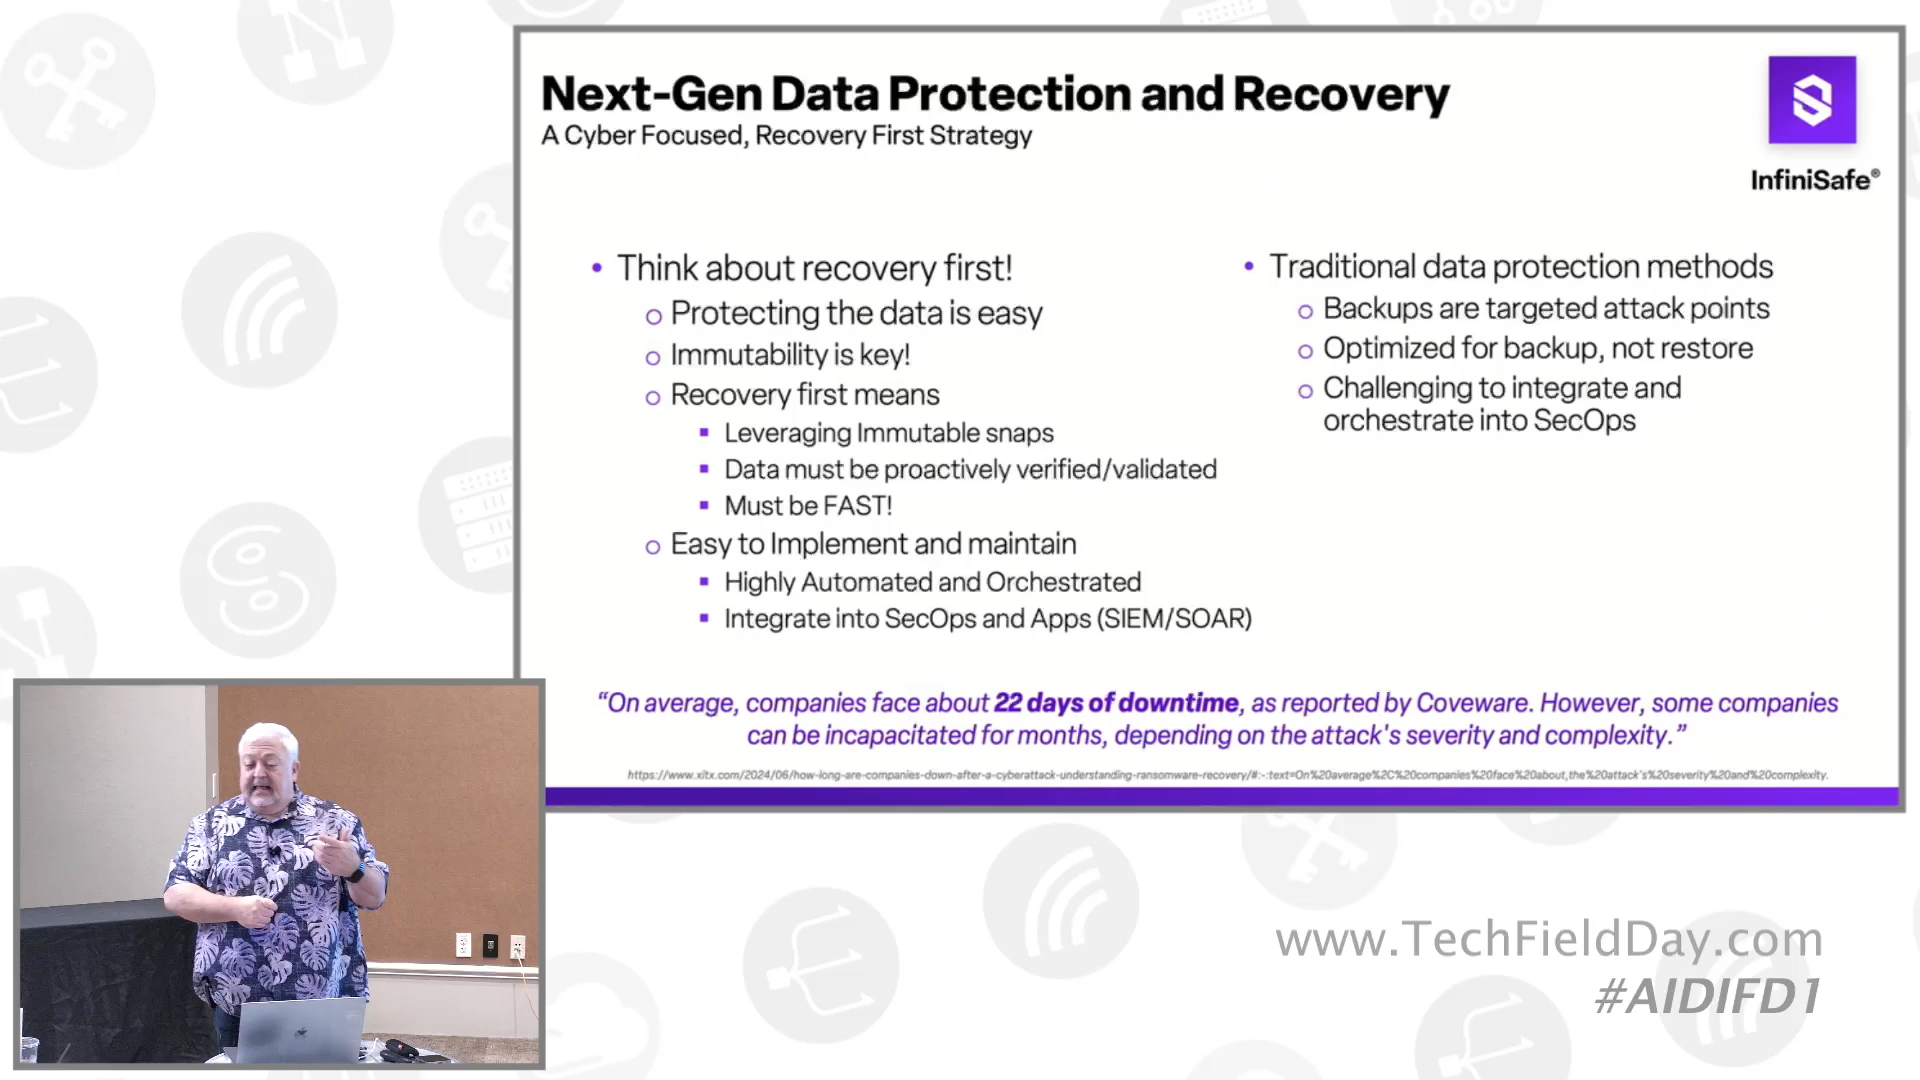 Next-Gen Data Protection and Recovery
A Cyber Focused, Recovery First Strategy
InfiniSafe®
• Think about recovery first!
○ Protecting the data is easy
○ Immutability is key!
○ Recovery first means
▪ Leveraging Immutable snaps
▪ Data must be proactively verified/validated
▪ Must be FAST!
○ Easy to Implement and maintain
▪ Highly Automated and Orchestrated
▪ Integrate into SecOps and Apps (SIEM/SOAR)
• Traditional data protection methods
○ Backups are targeted attack points
○ Optimized for backup, not restore
○ Challenging to integrate and
orchestrate into SecOps
“On average, companies face about 22 days of downtime, as reported by Coveware. However, some companies
can be incapacitated for months, depending on the attack's severity and complexity.”
https://www.xitx.com/2024/06/how-long-are-companies-down-after-a-cyberattack-understanding-ransomware-recovery/#:~:text=On%20average%2C%20companies%20face%20about,the%20attack's%20severity%20and%20complexity.
www.TechFieldDay.com
#AIDIFD1